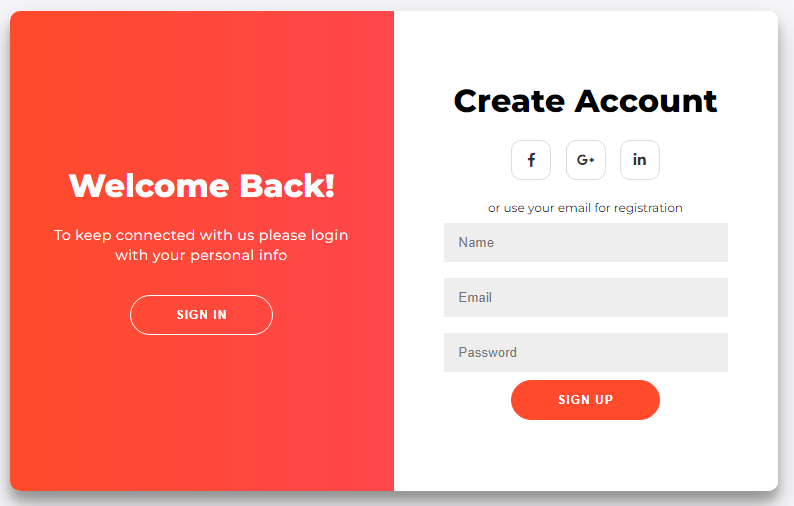 Welcome Back!
To keep connected with us please login
with your personal info
SIGN IN
Create Account
f
G+
in
or use your email for registration
Name
Email
Password
SIGN UP